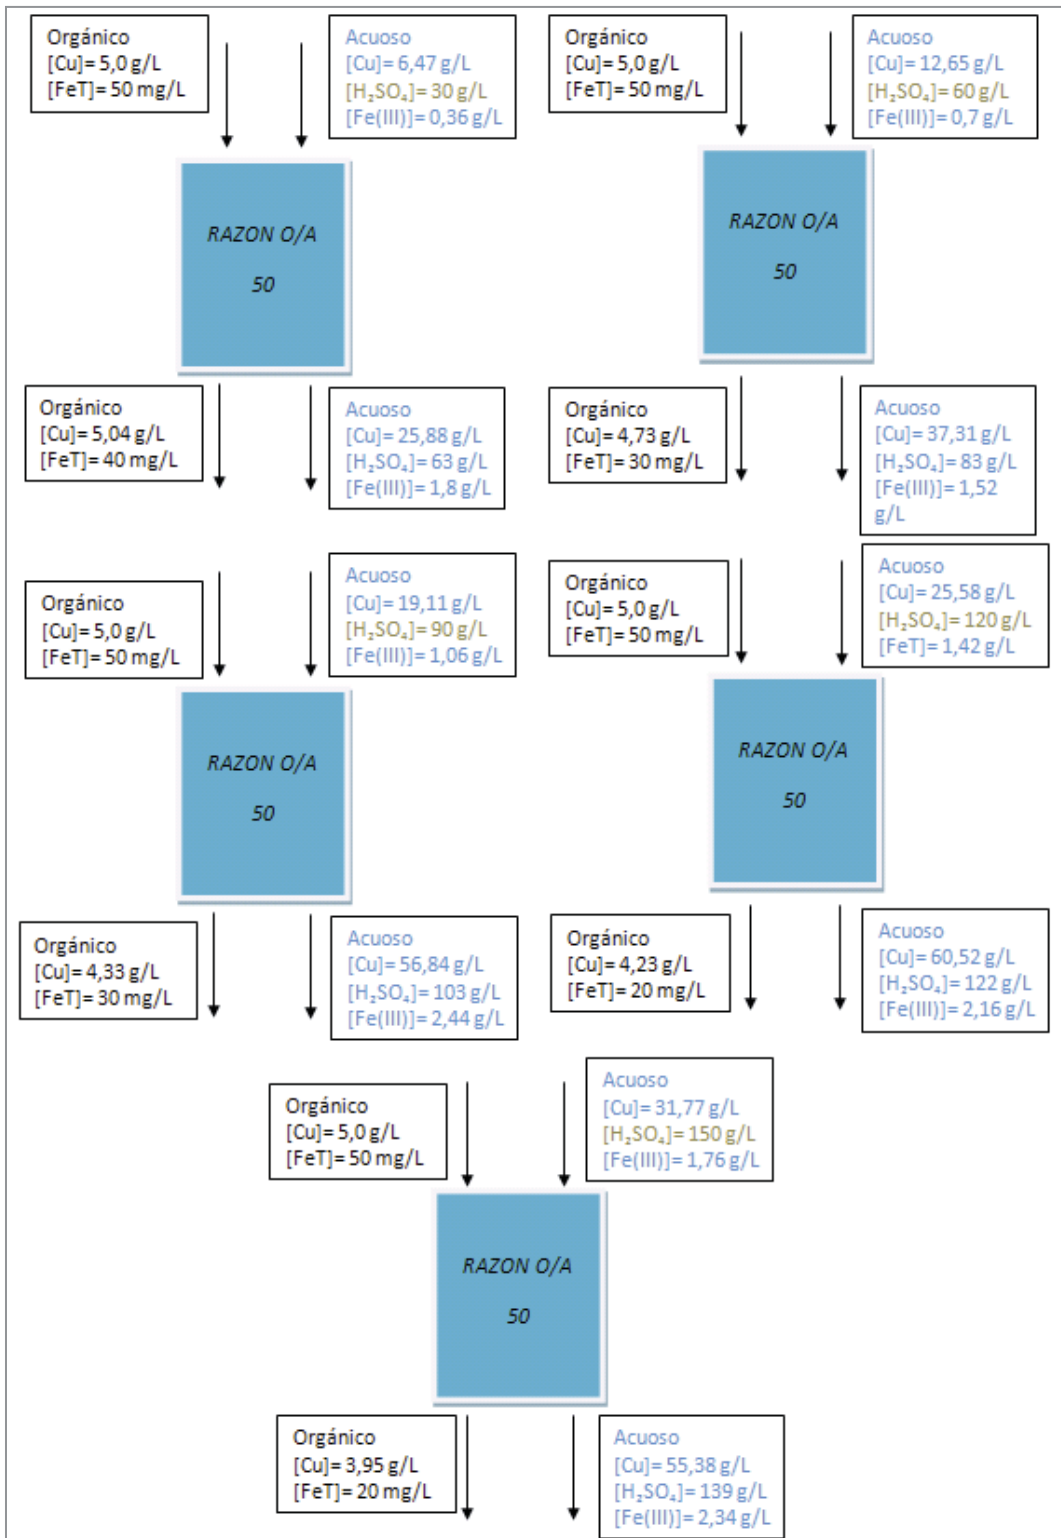 Orgánico
[Cu]= 5,0 g/L
[FeT]= 50 mg/L
Acuoso
[Cu]= 6,47 g/L
[H₂SO₄]= 30 g/L
[Fe(III)]= 0,36 g/L
Orgánico
[Cu]= 5,0 g/L
[FeT]= 50 mg/L
Acuoso
[Cu]= 12,65 g/L
[H₂SO₄]= 60 g/L
[Fe(III)]= 0,7 g/L
RAZON O/A
50
RAZON O/A
50
Orgánico
[Cu]= 5,04 g/L
[FeT]= 40 mg/L
Acuoso
[Cu]= 25,88 g/L
[H₂SO₄]= 63 g/L
[Fe(III)]= 1,8 g/L
Orgánico
[Cu]= 4,73 g/L
[FeT]= 30 mg/L
Acuoso
[Cu]= 37,31 g/L
[H₂SO₄]= 83 g/L
[Fe(III)]= 1,52
g/L
Orgánico
[Cu]= 5,0 g/L
[FeT]= 50 mg/L
Acuoso
[Cu]= 19,11 g/L
[H₂SO₄]= 90 g/L
[Fe(III)]= 1,06 g/L
Orgánico
[Cu]= 5,0 g/L
[FeT]= 50 mg/L
Acuoso
[Cu]= 25,58 g/L
[H₂SO₄]= 120 g/L
[FeT]= 1,42 g/L
RAZON O/A
50
RAZON O/A
50
Orgánico
[Cu]= 4,33 g/L
[FeT]= 30 mg/L
Acuoso
[Cu]= 56,84 g/L
[H₂SO₄]= 103 g/L
[Fe(III)]= 2,44 g/L
Orgánico
[Cu]= 4,23 g/L
[FeT]= 20 mg/L
Acuoso
[Cu]= 60,52 g/L
[H₂SO₄]= 122 g/L
[Fe(III)]= 2,16 g/L
Orgánico
[Cu]= 5,0 g/L
[FeT]= 50 mg/L
Acuoso
[Cu]= 31,77 g/L
[H₂SO₄]= 150 g/L
[Fe(III)]= 1,76 g/L
RAZON O/A
50
Orgánico
[Cu]= 3,95 g/L
[FeT]= 20 mg/L
Acuoso
[Cu]= 55,38 g/L
[H₂SO₄]= 139 g/L
[Fe(III)]= 2,34 g/L